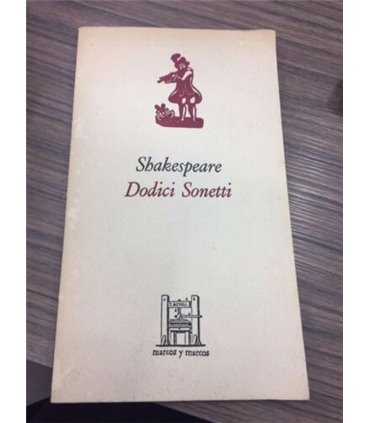 Shakespeare
Dodici Sonetti
marcos y marcos